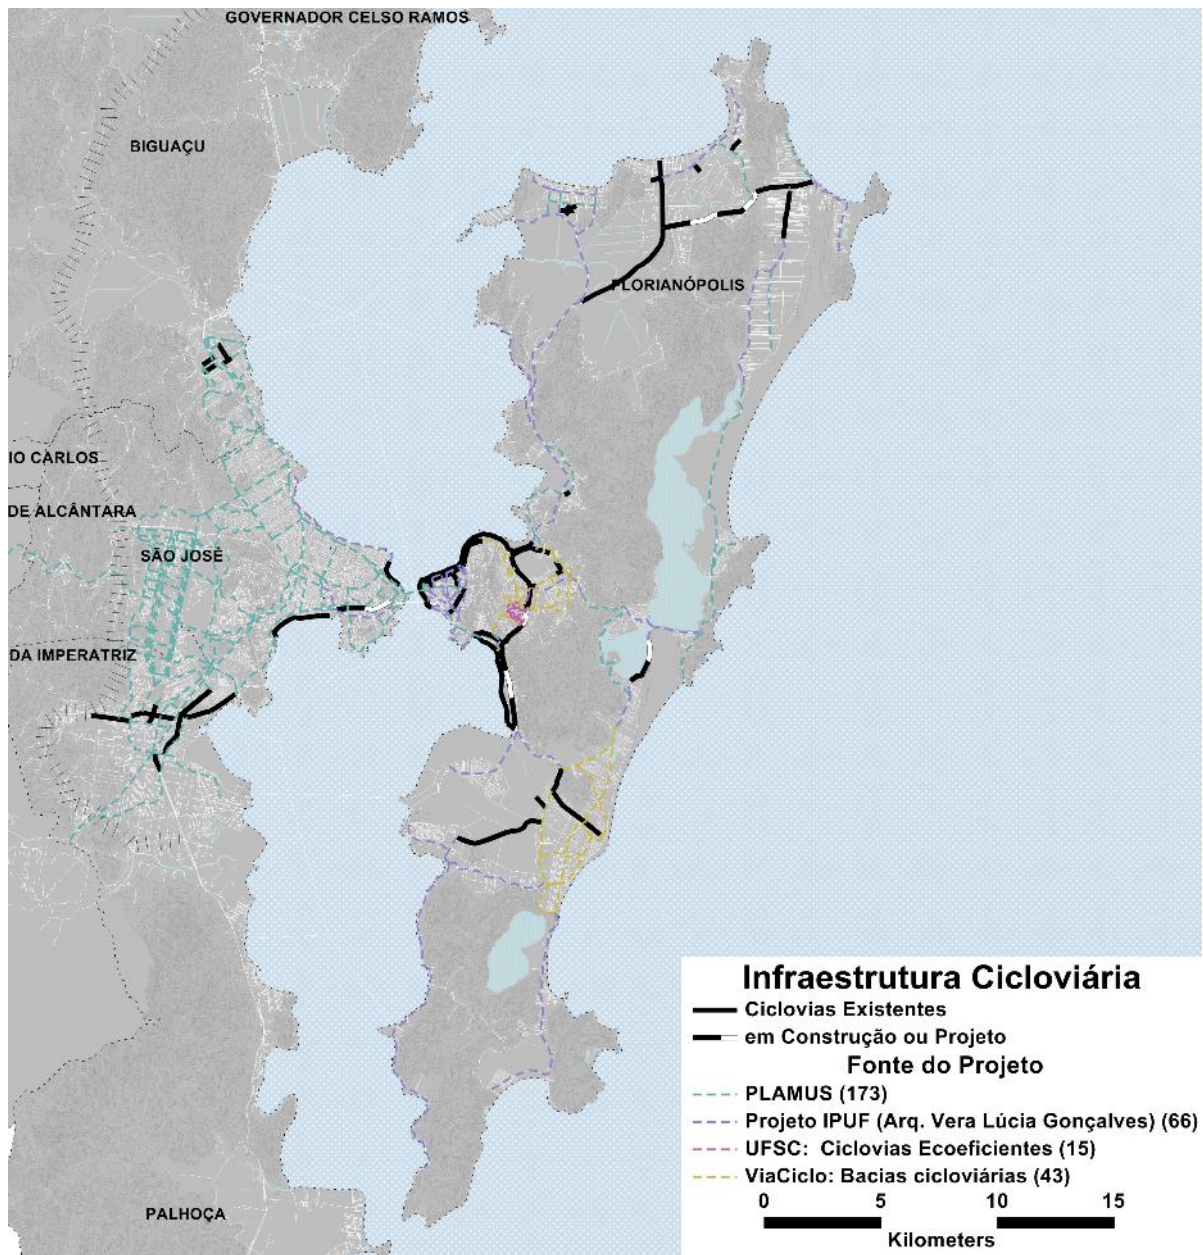 GOVERNADOR CELSO RAMOS
BIGUAÇU
FLORIANÓPOLIS
IO CARLOS
DE ALCÂNTARA
SÃO JOSÉ
DA IMPERATRIZ
Infraestrutura Cicloviária
Ciclovias Existentes
em Construção ou Projeto
Fonte do Projeto
PLAMUS (173)
Projeto IPUF (Arq. Vera Lúcia Gonçalves) (66)
UFSC: Ciclovias Ecoeficientes (15)
ViaCiclo: Bacias cicloviárias (43)
0 5 10 15
Kilometers
PALHOÇA